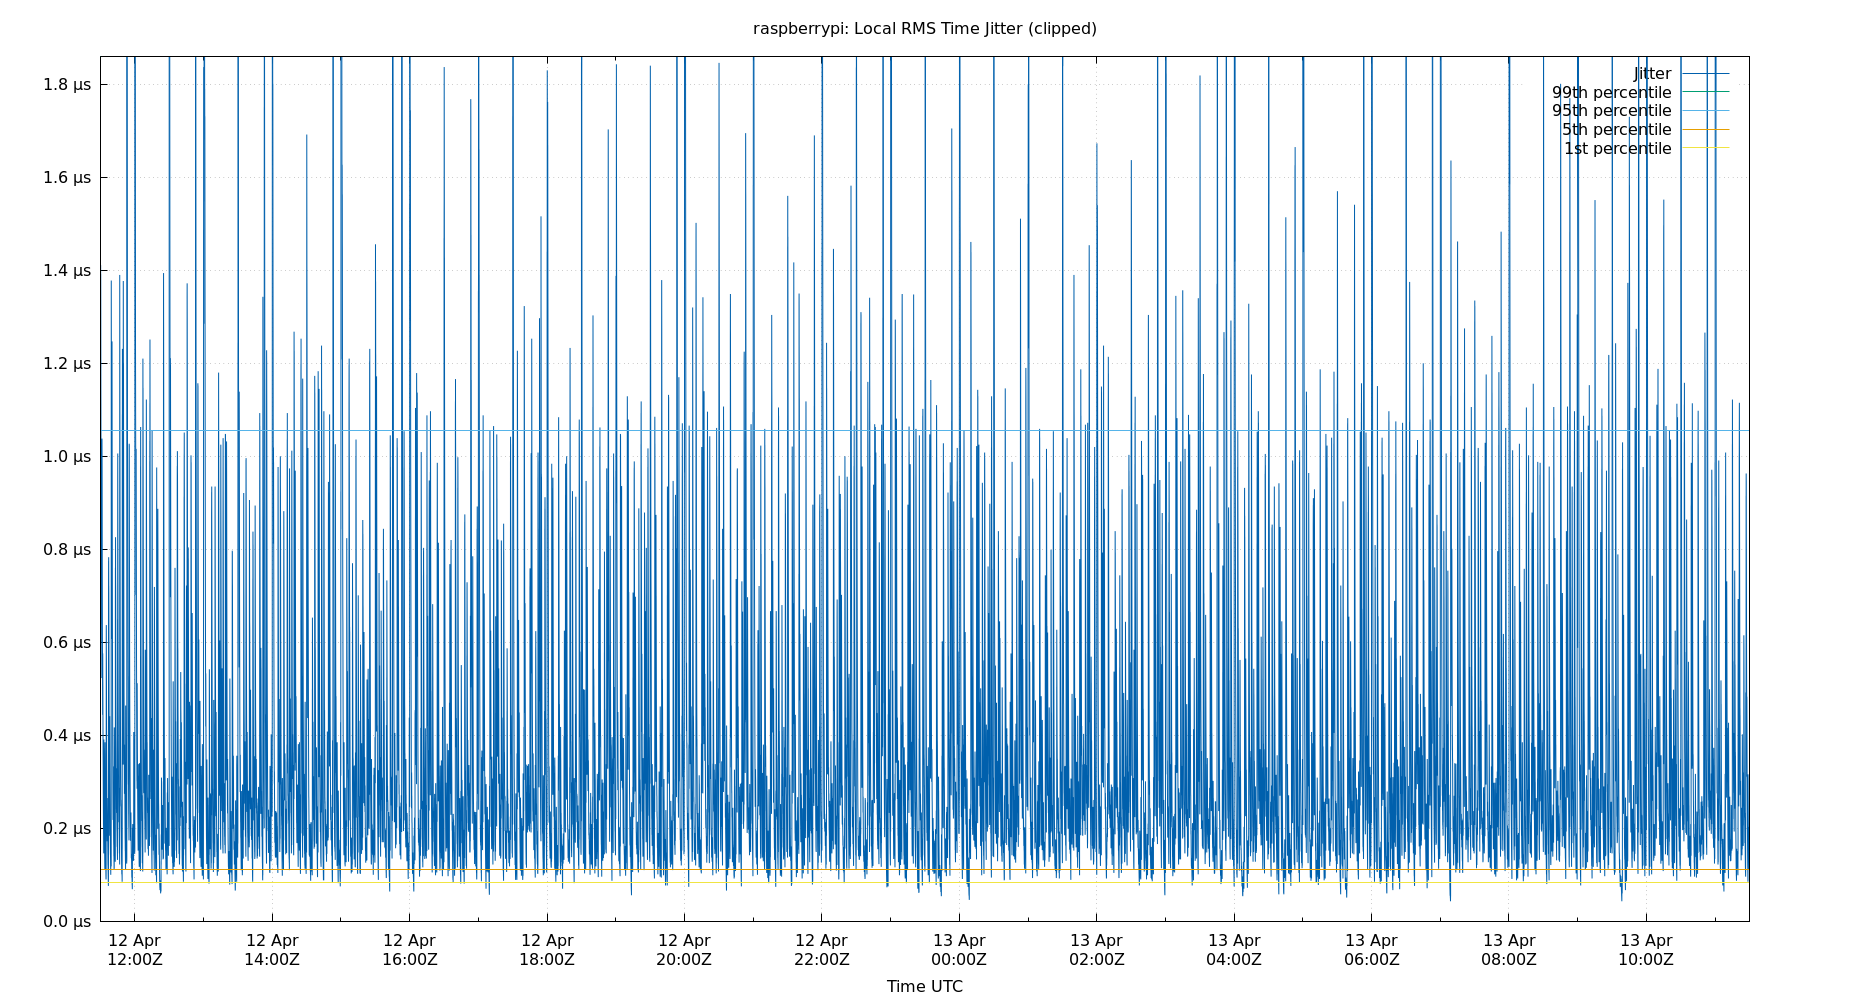 raspberrypi: Local RMS Time Jitter (clipped)
1.8 µs
1.6 µs
1.4 µs
1.2 µs
1.0 µs
0.8 µs
0.6 µs
0.4 µs
0.2 µs
0.0 µs
Jitter
99th percentile
95th percentile
5th percentile
1st percentile
12 Apr 12 Apr 12 Apr 12 Apr 12 Apr 12 Apr 13 Apr 13 Apr 13 Apr 13 Apr 13 Apr 13 Apr
12:00Z 14:00Z 16:00Z 18:00Z 20:00Z 22:00Z 00:00Z 02:00Z 04:00Z 06:00Z 08:00Z 10:00Z
Time UTC